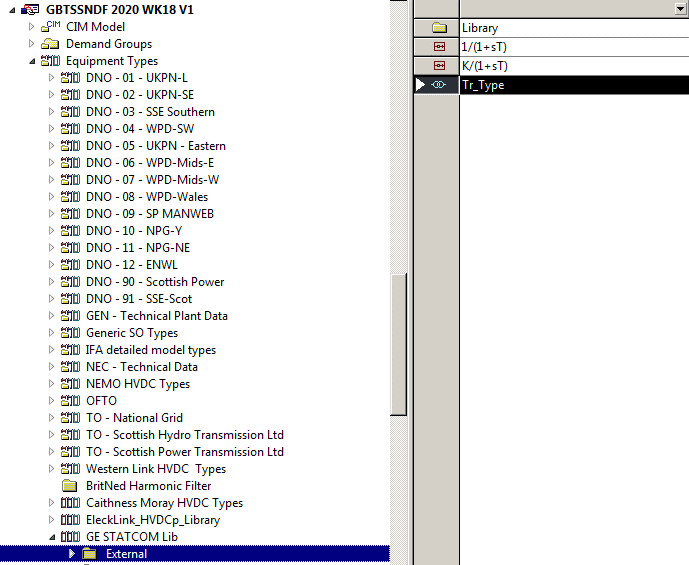 GBTSSNDF 2020 WK18 V1
CIM CIM Model
Demand Groups
Equipment Types
DNO - 01 - UKPN-L
DNO - 02 - UKPN-SE
DNO - 03 - SSE Southern
DNO - 04 - WPD-SW
DNO - 05 - UKPN - Eastern
DNO - 06 - WPD-Mids-E
DNO - 07 - WPD-Mids-W
DNO - 08 - WPD-Wales
DNO - 09 - SP MANWEB
DNO - 10 - NPG-Y
DNO - 11 - NPG-NE
DNO - 12 - ENWL
DNO - 90 - Scottish Power
DNO - 91 - SSE-Scot
GEN - Technical Plant Data
Generic SO Types
IFA detailed model types
NEC - Technical Data
NEMO HVDC Types
OFTO
TO - National Grid
TO - Scottish Hydro Transmission Ltd
TO - Scottish Power Transmission Ltd
Western Link HVDC  Types
BritNed Harmonic Filter
Caithness Moray HVDC Types
EleckLink_HVDCp_Library
GE STATCOM Lib
External
Library
1/(1+sT)
K/(1+sT)
Tr_Type